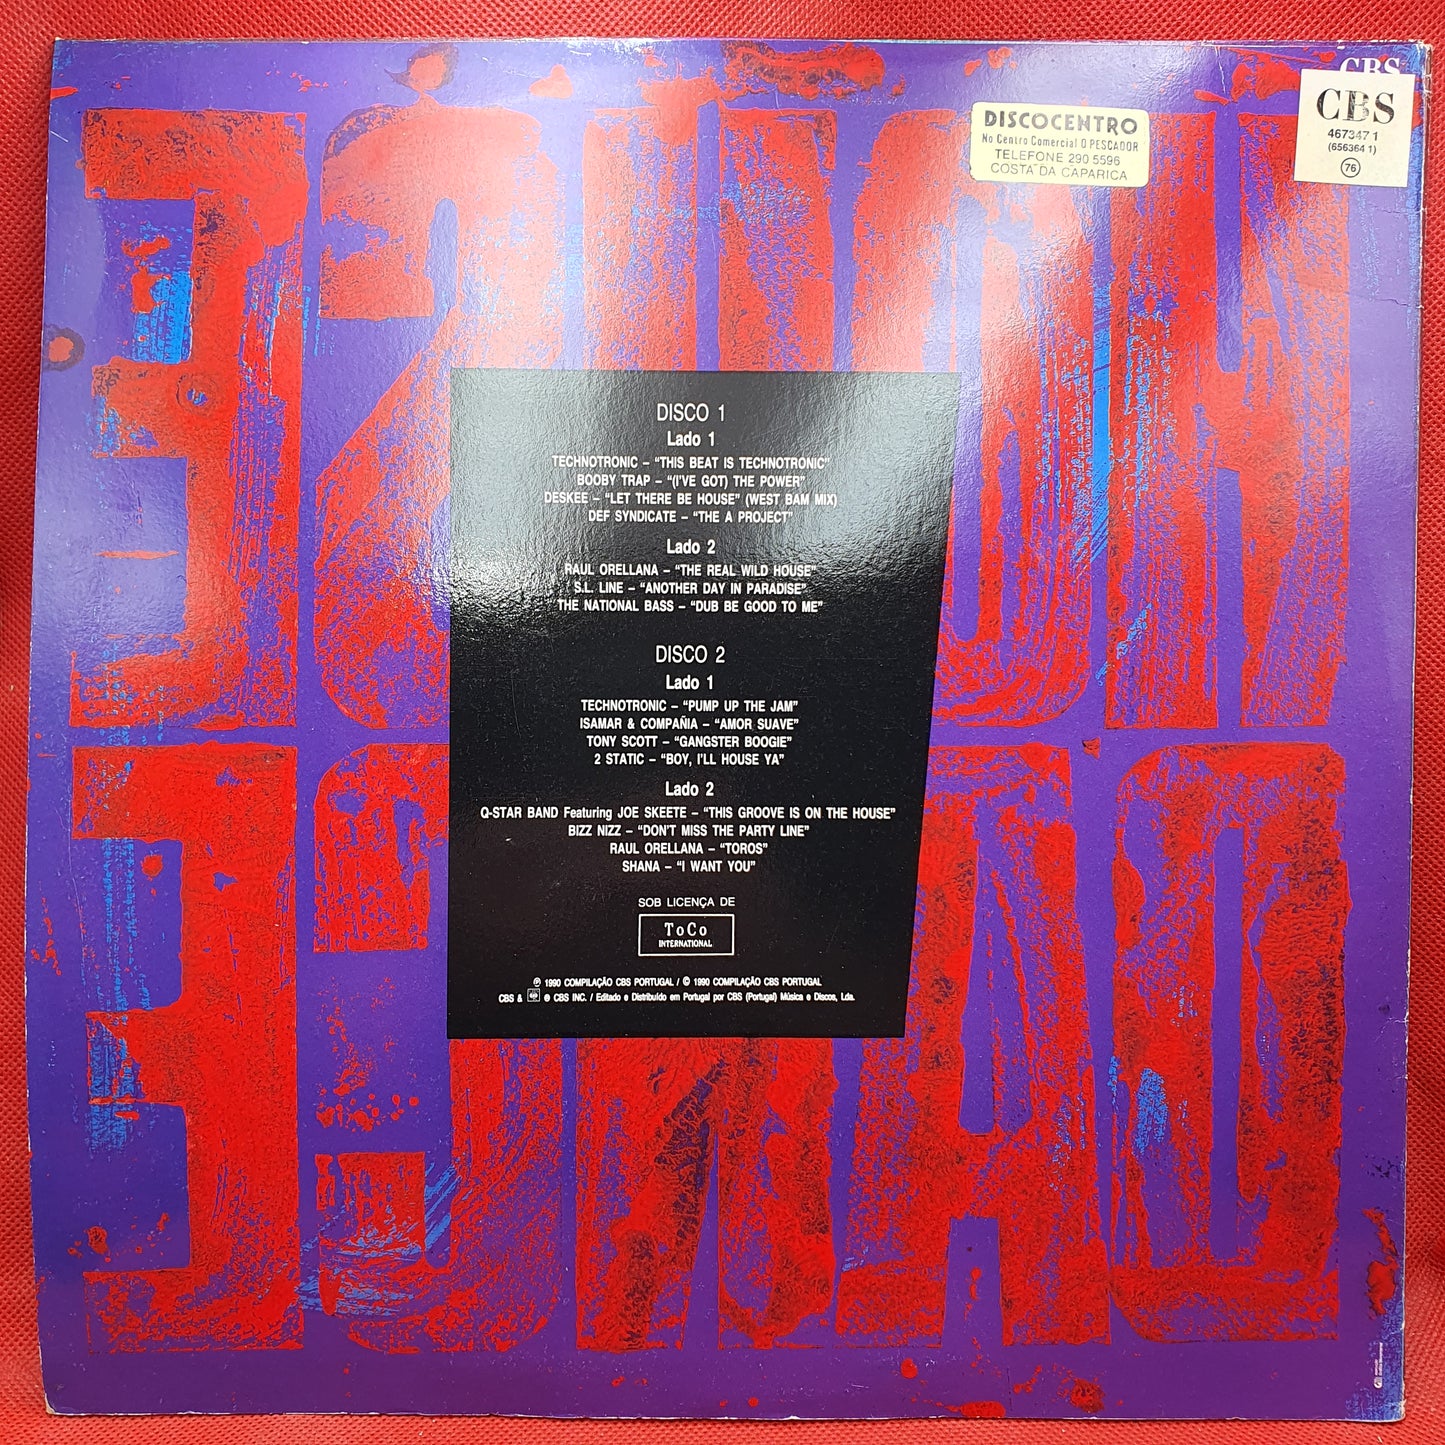 CBS
CBS
467347 1
(656364 1)
76
DISCOCENTRO
No Centro Comercial O PESCADOR
TELEFONE 290 5596
COSTA DA CAPARICA
HOUSE
DANCE
DISCO 1
Lado 1
TECHNOTRONIC – “THIS BEAT IS TECHNOTRONIC”
BOOBY TRAP – “(I’VE GOT) THE POWER”
DESKEE – “LET THERE BE HOUSE” (WEST BAM MIX)
DEF SYNDICATE – “THE A PROJECT”
Lado 2
RAUL ORELLANA – “THE REAL WILD HOUSE”
S.L. LINE – “ANOTHER DAY IN PARADISE”
THE NATIONAL BASS – “DUB BE GOOD TO ME”
DISCO 2
Lado 1
TECHNOTRONIC – “PUMP UP THE JAM”
ISAMAR & COMPAÑIA – “AMOR SUAVE”
TONY SCOTT – “GANGSTER BOOGIE”
2 STATIC – “BOY, I’LL HOUSE YA”
Lado 2
Q-STAR BAND Featuring JOE SKEETE – “THIS GROOVE IS ON THE HOUSE”
BIZZ NIZZ – “DON’T MISS THE PARTY LINE”
RAUL ORELLANA – “TOROS”
SHANA – “I WANT YOU”
SOB LICENÇA DE
ToCo
INTERNATIONAL
℗ 1990 COMPILAÇÃO CBS PORTUGAL / © 1990 COMPILAÇÃO CBS PORTUGAL
CBS & ® CBS INC. / Editado e Distribuído em Portugal por CBS (Portugal) Música e Discos, Lda.